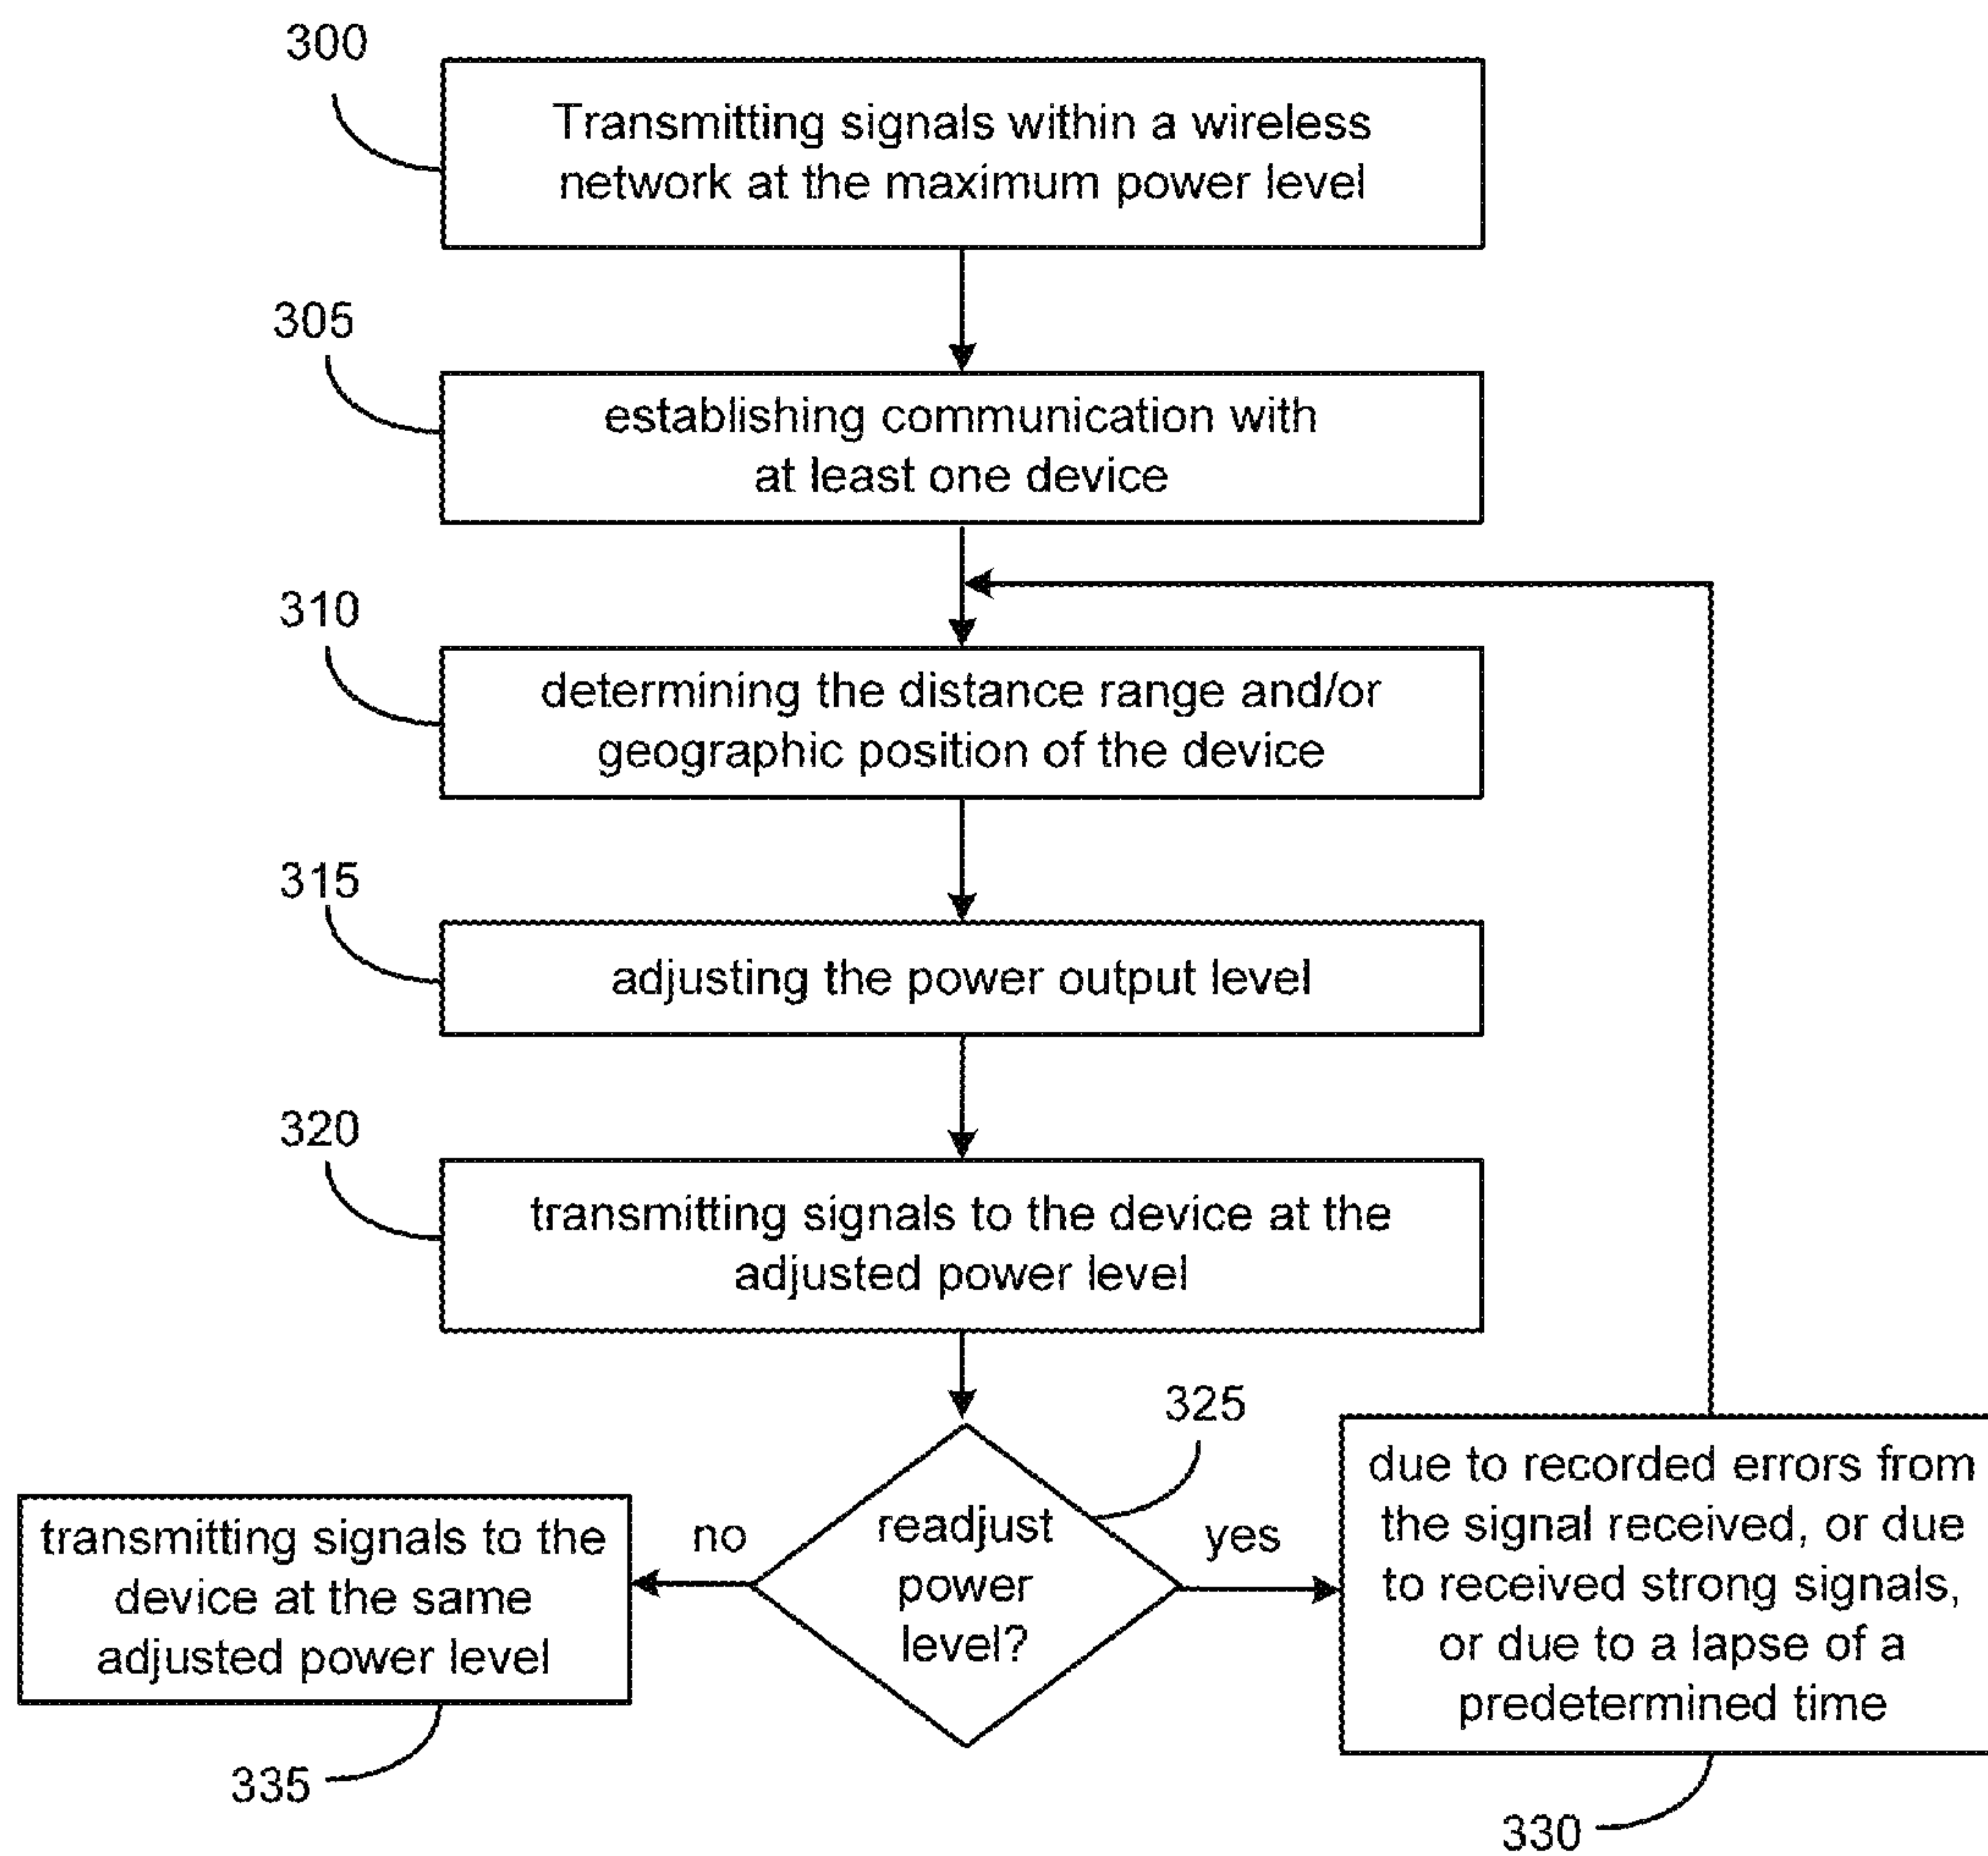 300
Transmitting signals within a wireless
network at the maximum power level
305
establishing communication with
at least one device
310
determining the distance range and/or
geographic position of the device
315
adjusting the power output level
320
transmitting signals to the device at the
adjusted power level
325
readjust
power
level?
no
yes
transmitting signals to the
device at the same
adjusted power level
335
due to recorded errors from
the signal received, or due
to received strong signals,
or due to a lapse of a
predetermined time
330